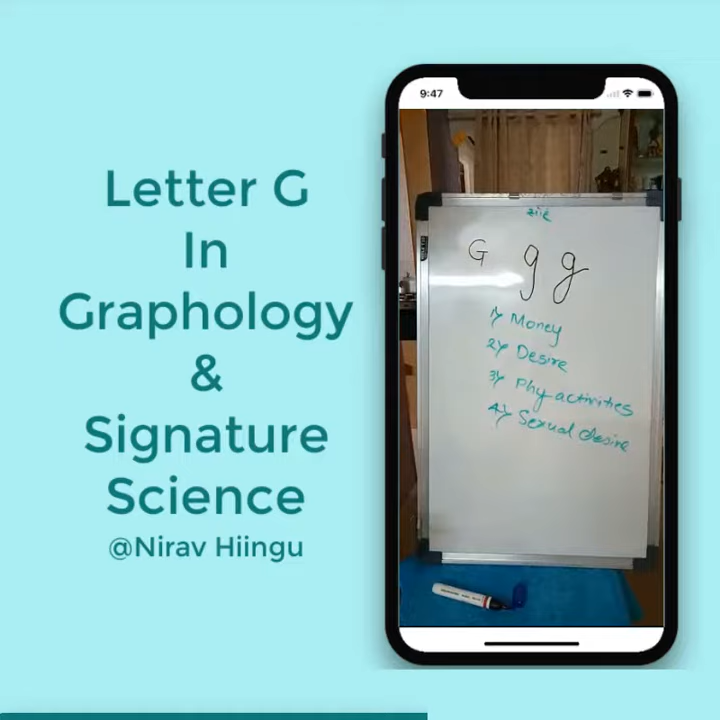 Letter G
In
Graphology
&
Signature
Science
@Nirav Hiingu
9:47
G g g
1) Money
2) Desire
3) Phy activities
4) Sexual desire